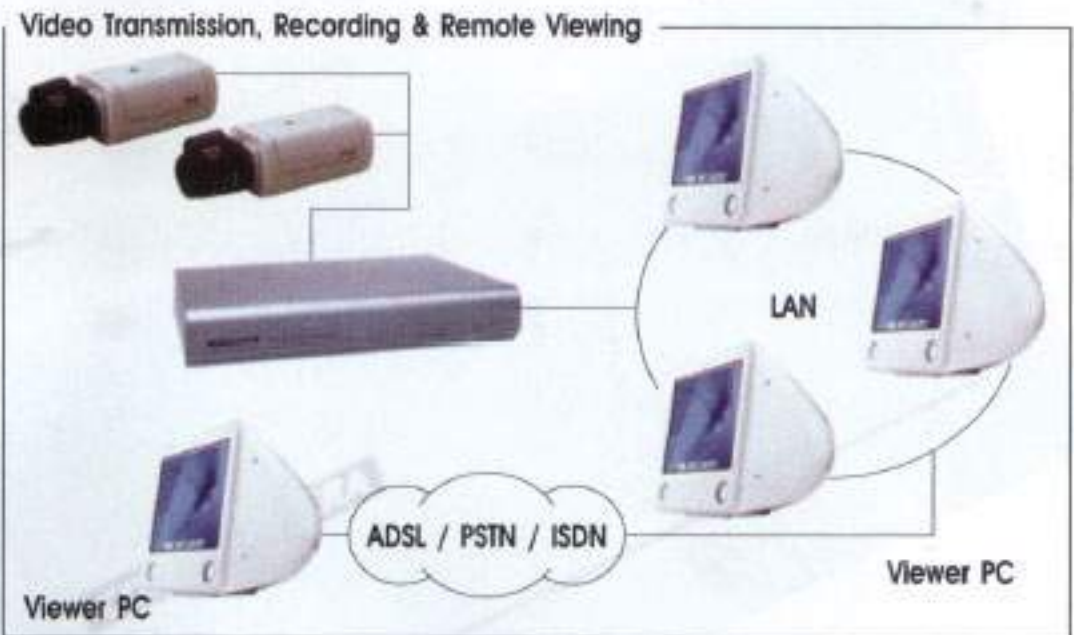 Video Transmission, Recording & Remote Viewing
LAN
ADSL / PSTN / ISDN
Viewer PC
Viewer PC